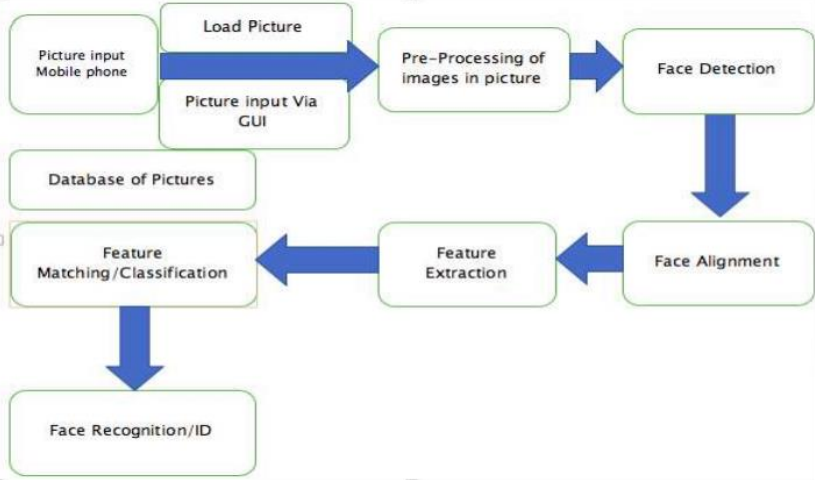 Picture input
Mobile phone
Load Picture
Picture input Via
GUI
Pre-Processing of
images in picture
Face Detection
Database of Pictures
Face Alignment
Feature
Extraction
Feature
Matching/Classification
Face Recognition/ID